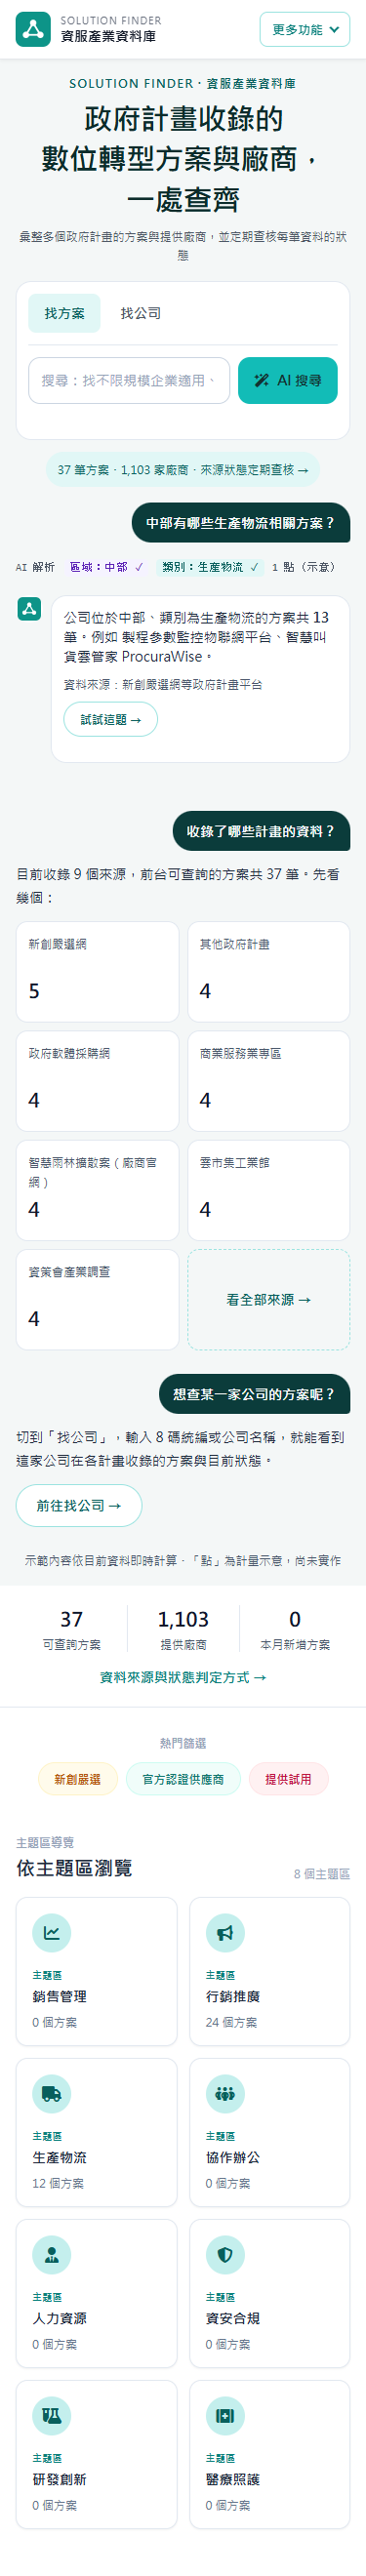 SOLUTION FINDER
資服產業資料庫
更多功能
SOLUTION FINDER · 資服產業資料庫
政府計畫收錄的
數位轉型方案與廠商，
一處查齊
彙整多個政府計畫的方案與提供廠商，並定期查核每筆資料的狀
態
找方案
找公司
搜尋：找不限規模企業適用、
AI 搜尋
37 筆方案 · 1,103 家廠商 · 來源狀態定期查核 →
中部有哪些生產物流相關方案？
AI 解析 區域：中部 ✓ 類別：生產物流 ✓ 1 點（示意）
公司位於中部、類別為生產物流的方案共 13
筆。例如 製程參數監控物聯網平台、智慧叫
貨雲管家 ProcuraWise。
資料來源：新創嚴選網等政府計畫平台
試試這題 →
收錄了哪些計畫的資料？
目前收錄 9 個來源，前台可查詢的方案共 37 筆。先看
幾個：
新創嚴選網
5
其他政府計畫
4
政府軟體採購網
4
商業服務業專區
4
智慧雨林擴散案（廠商官
網）
4
雲市集工業館
4
資策會產業調查
4
看全部來源 →
想查某一家公司的方案呢？
切到「找公司」，輸入 8 碼統編或公司名稱，就能看到
這家公司在各計畫收錄的方案與目前狀態。
前往找公司 →
示範內容依目前資料即時計算 ·「點」為計量示意，尚未實作
37
可查詢方案
1,103
提供廠商
0
本月新增方案
資料來源與狀態判定方式 →
熱門篩選
新創嚴選
官方認證供應商
提供試用
主題區導覽
依主題區瀏覽
8 個主題區
主題區
銷售管理
0 個方案
主題區
行銷推廣
24 個方案
主題區
生產物流
12 個方案
主題區
協作辦公
0 個方案
主題區
人力資源
0 個方案
主題區
資安合規
0 個方案
主題區
研發創新
0 個方案
主題區
醫療照護
0 個方案